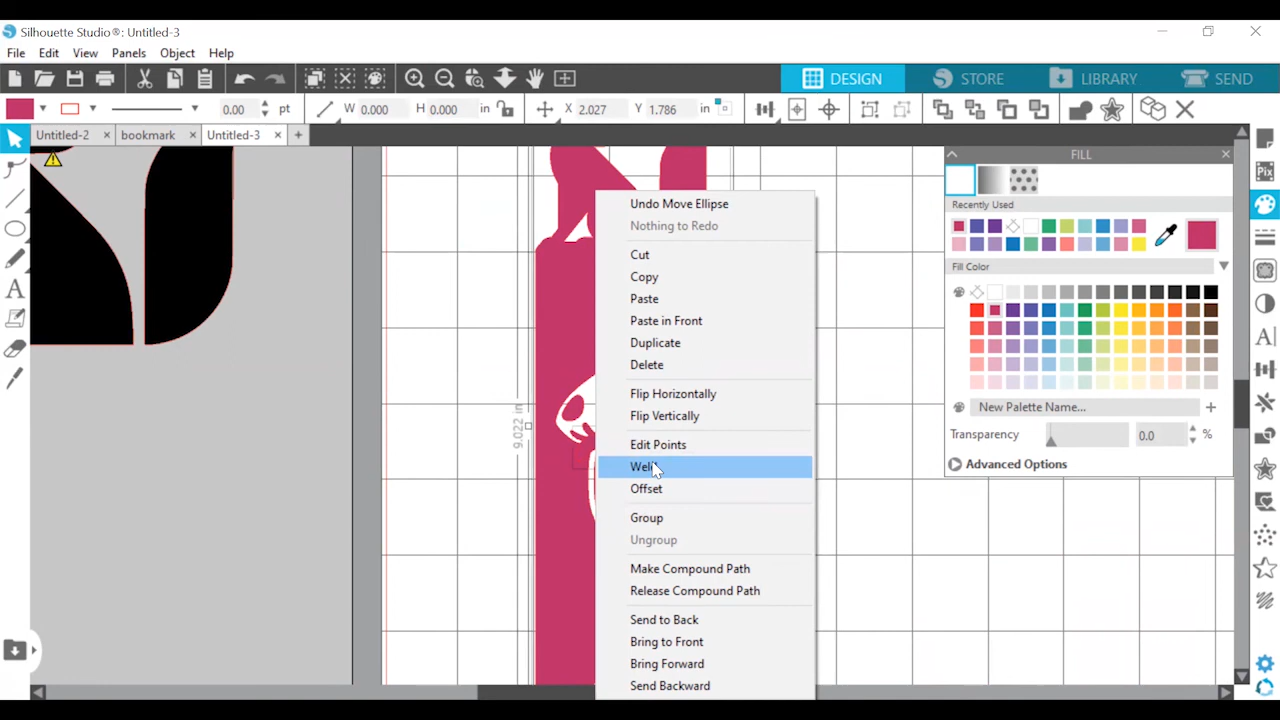 Silhouette Studio®: Untitled-3
File Edit View Panels Object Help
DESIGN STORE LIBRARY SEND
0.00 pt W 0.000 H 0.000 in X 2.027 Y 1.786 in
Untitled-2 × bookmark × Untitled-3 × +
FILL
Recently Used
Fill Color
New Palette Name... +
Transparency 0.0 %
Advanced Options
9.022 in
Undo Move Ellipse
Nothing to Redo
Cut
Copy
Paste
Paste in Front
Duplicate
Delete
Flip Horizontally
Flip Vertically
Edit Points
Weld
Offset
Group
Ungroup
Make Compound Path
Release Compound Path
Send to Back
Bring to Front
Bring Forward
Send Backward